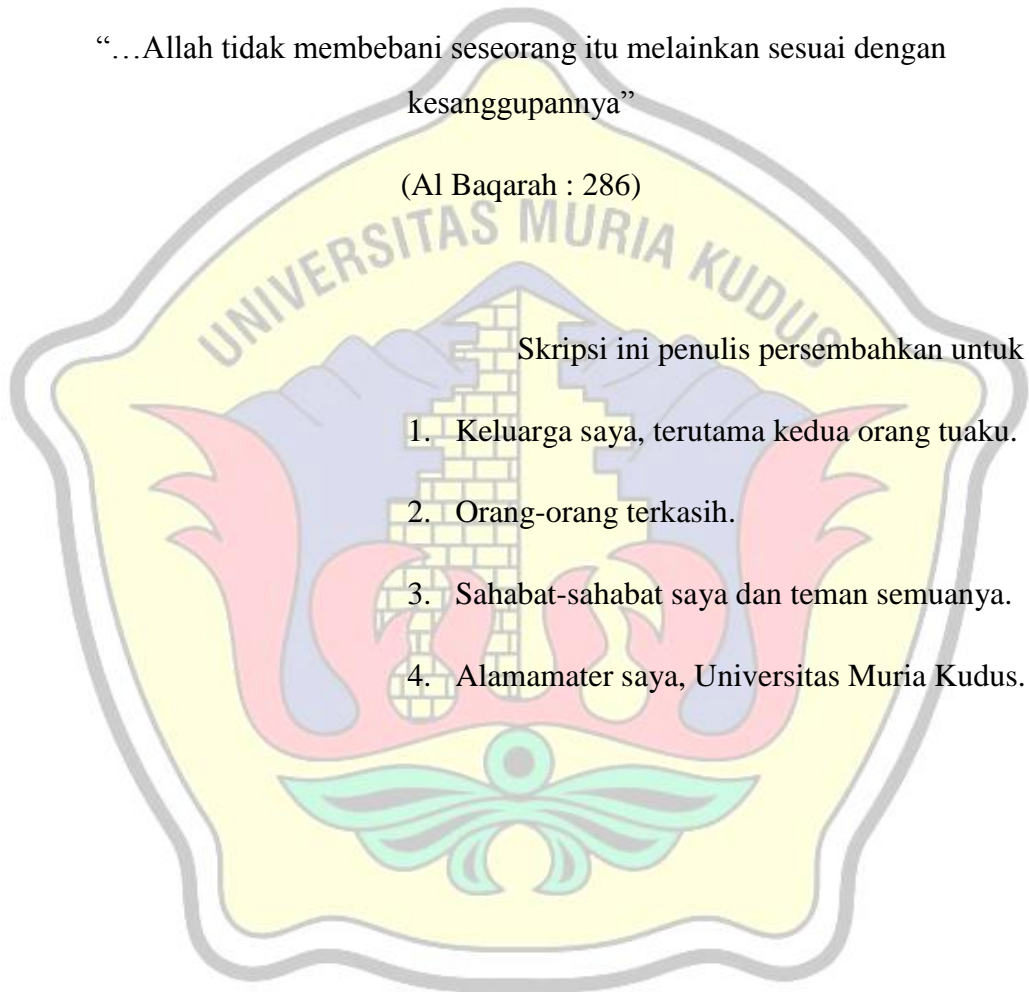 “…Allah tidak membebani seseorang itu melainkan sesuai dengan
kesanggupannya”
(Al Baqarah : 286)
UNIVERSITAS MURIA KUDUS
Skripsi ini penulis persembahkan untuk
1. Keluarga saya, terutama kedua orang tuaku.
2. Orang-orang terkasih.
3. Sahabat-sahabat saya dan teman semuanya.
4. Alamamater saya, Universitas Muria Kudus.